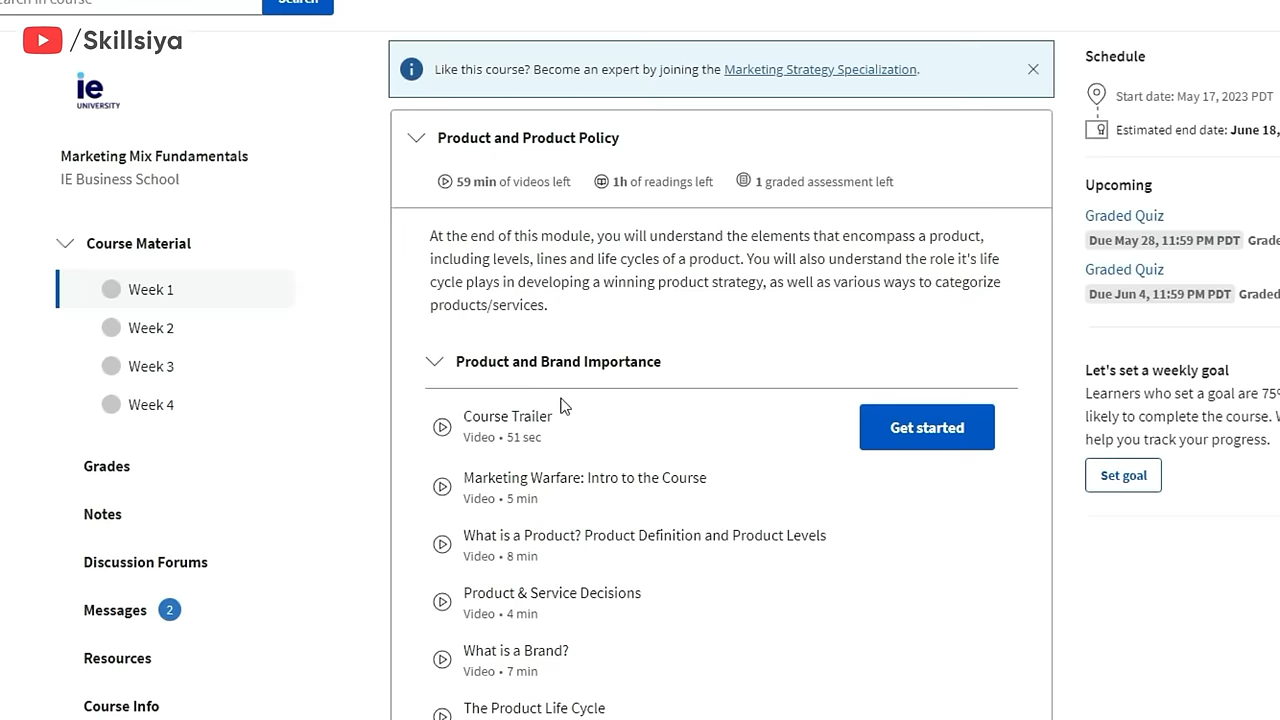 Search
/Skillsiya
ie
UNIVERSITY
Marketing Mix Fundamentals
IE Business School
Course Material
Week 1
Week 2
Week 3
Week 4
Grades
Notes
Discussion Forums
Messages 2
Resources
Course Info
Like this course? Become an expert by joining the Marketing Strategy Specialization.
Product and Product Policy
59 min of videos left 1h of readings left 1 graded assessment left
At the end of this module, you will understand the elements that encompass a product,
including levels, lines and life cycles of a product. You will also understand the role it's life
cycle plays in developing a winning product strategy, as well as various ways to categorize
products/services.
Product and Brand Importance
Course Trailer
Video • 51 sec
Get started
Marketing Warfare: Intro to the Course
Video • 5 min
What is a Product? Product Definition and Product Levels
Video • 8 min
Product & Service Decisions
Video • 4 min
What is a Brand?
Video • 7 min
The Product Life Cycle
Schedule
Start date: May 17, 2023 PDT
Estimated end date: June 18,
Upcoming
Graded Quiz
Due May 28, 11:59 PM PDT
Graded Quiz
Due Jun 4, 11:59 PM PDT Graded
Let's set a weekly goal
Learners who set a goal are 75%
likely to complete the course.
help you track your progress.
Set goal